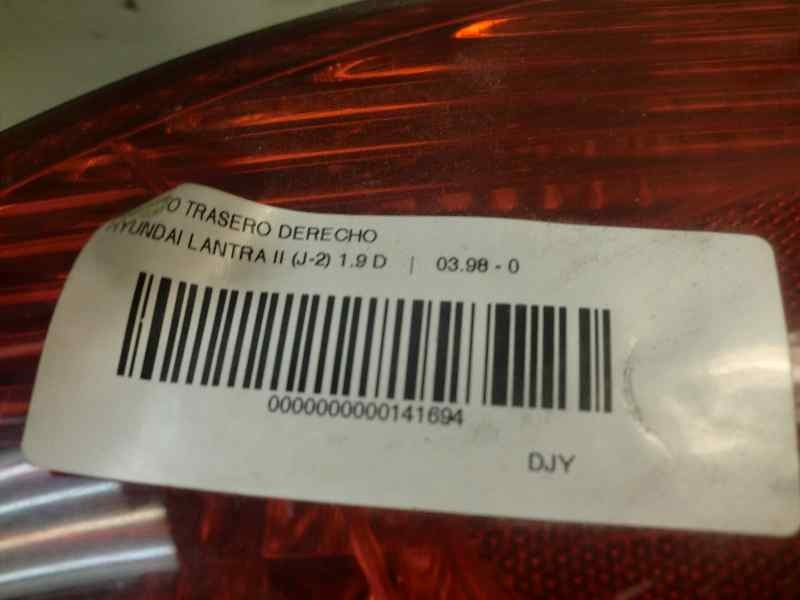 TRASERO DERECHO
HYUNDAI LANTRA II (J-2) 1.9 D | 03.98 - 0
0000000000141694
DJY